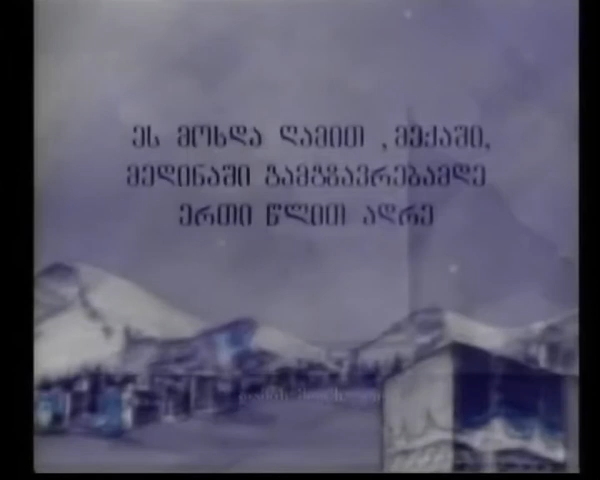 ეს მოხდა ღამით ,მექაში,
მედინაში გამგზავრებამდე
ერთი წლით ადრე